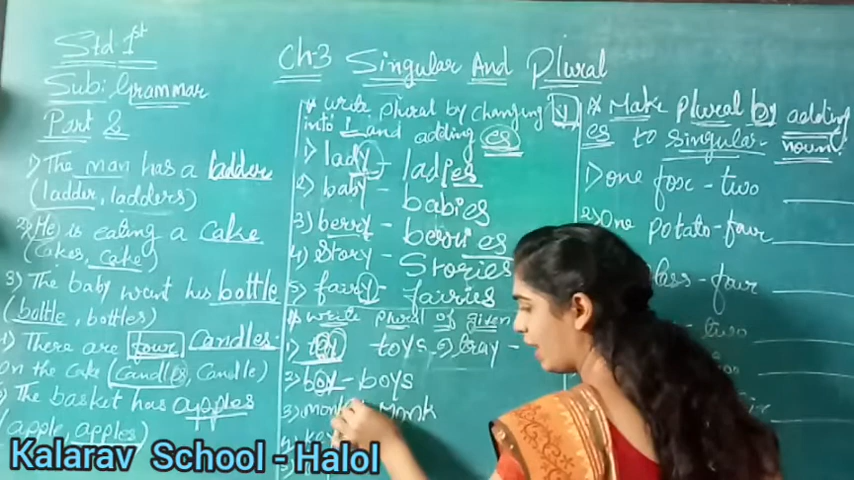 Std 1st
Sub: Grammar
Part 2
1) The man has a ladder
(ladder, ladders)
2) He is eating a cake
(cakes, cake)
3) The baby want his bottle
(bottle, bottles)
4) There are four Candles.
on the cake (candles, candle)
The basket has apples
(apple, apples)
Ch-3 Singular And Plural
* write plural by changing y
into i and adding es
1) lady - ladies
2) baby - babies
3) berry - berries
4) story - Stories
5) fairy - fairies
* write plural of given
1) toy - toys
2) boy - boys
3) monk - Monk
4)
5)
* Make plural by adding
es to singular noun.
1) one fox - two
2) One potato - four
four
two
Kalarav School - Halol